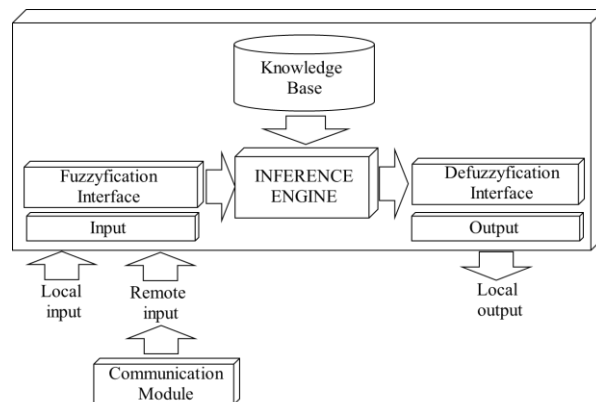 Knowledge
Base
Fuzzyfication
Interface
INFERENCE
ENGINE
Defuzzyfication
Interface
Input
Output
Local
input
Remote
input
Local
output
Communication
Module